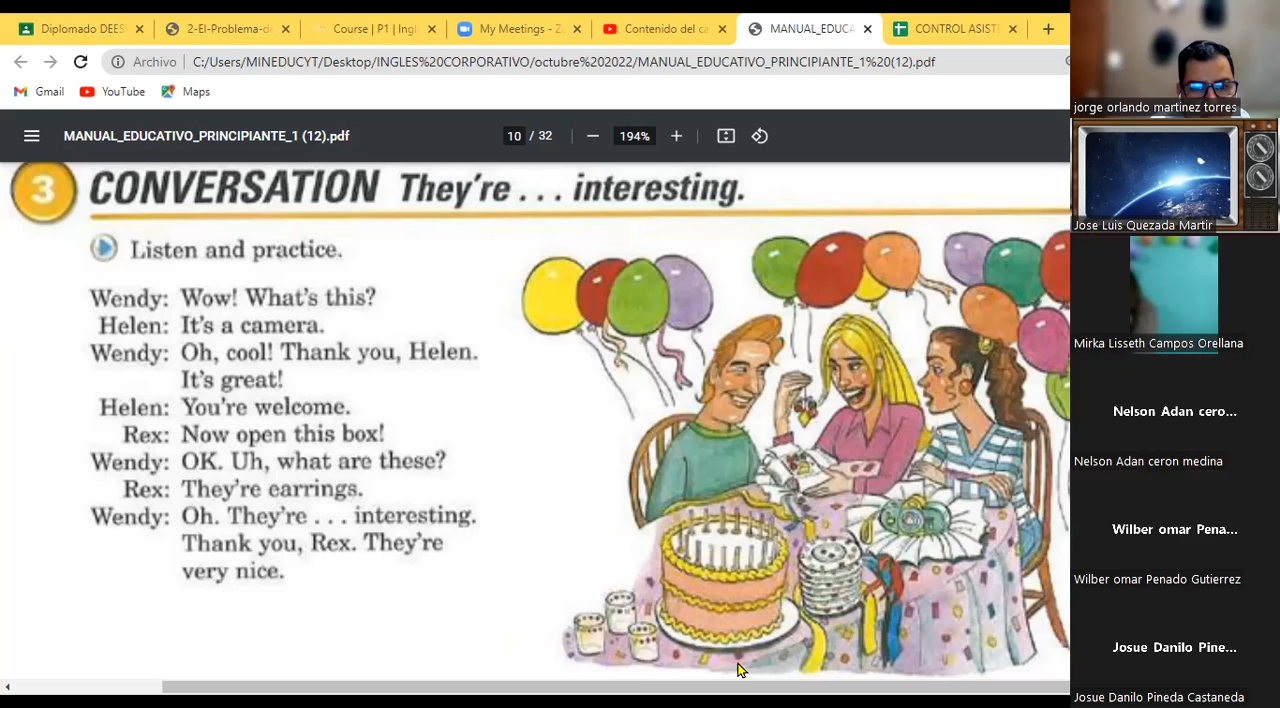 Diplomado DEES
2-El-Problema-d
Course | P1 | Ingl
My Meetings - Z
Contenido del ca
MANUAL_EDUCA
CONTROL ASIST
Archivo
C:/Users/MINEDUCYT/Desktop/INGLES%20CORPORATIVO/octubre%202022/MANUAL_EDUCATIVO_PRINCIPIANTE_1%20(12).pdf
Gmail
YouTube
Maps
MANUAL_EDUCATIVO_PRINCIPIANTE_1 (12).pdf
10 / 32
194%
3 CONVERSATION They're . . . interesting.
Listen and practice.
Wendy: Wow! What's this?
Helen: It's a camera.
Wendy: Oh, cool! Thank you, Helen.
It's great!
Helen: You're welcome.
Rex: Now open this box!
Wendy: OK. Uh, what are these?
Rex: They're earrings.
Wendy: Oh. They're . . . interesting.
Thank you, Rex. They're
very nice.
jorge orlando martinez torres
Jose Luis Quezada Martir
Mirka Lisseth Campos Orellana
Nelson Adan cero...
Nelson Adan ceron medina
Wilber omar Pena...
Wilber omar Penado Gutierrez
Josue Danilo Pine...
Josue Danilo Pineda Castaneda